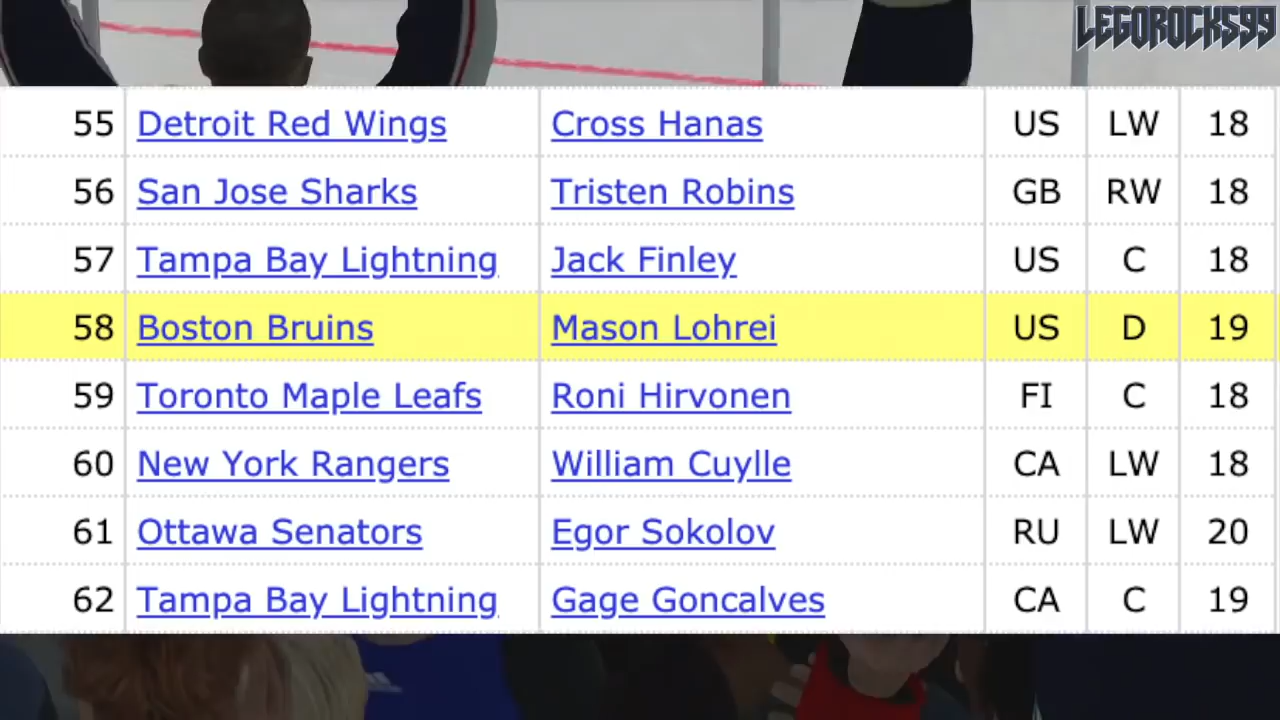 LEGOROCKS99
55 Detroit Red Wings Cross Hanas US LW 18
56 San Jose Sharks Tristen Robins GB RW 18
57 Tampa Bay Lightning Jack Finley US C 18
58 Boston Bruins Mason Lohrei US D 19
59 Toronto Maple Leafs Roni Hirvonen FI C 18
60 New York Rangers William Cuylle CA LW 18
61 Ottawa Senators Egor Sokolov RU LW 20
62 Tampa Bay Lightning Gage Goncalves CA C 19